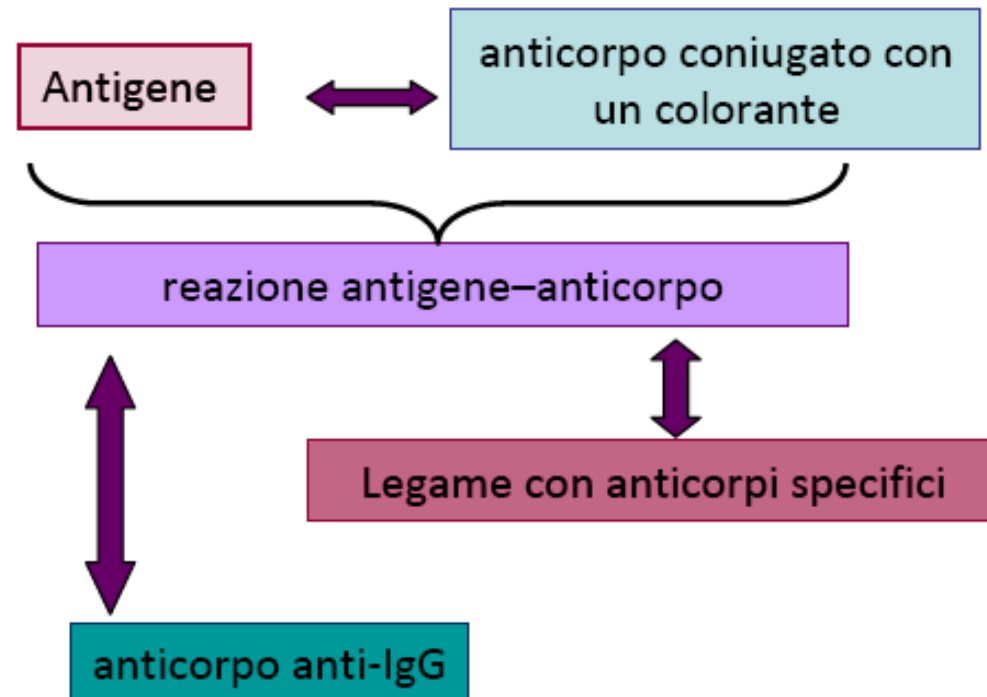 Antigene
anticorpo coniugato con
un colorante
reazione antigene–anticorpo
Legame con anticorpi specifici
anticorpo anti-IgG